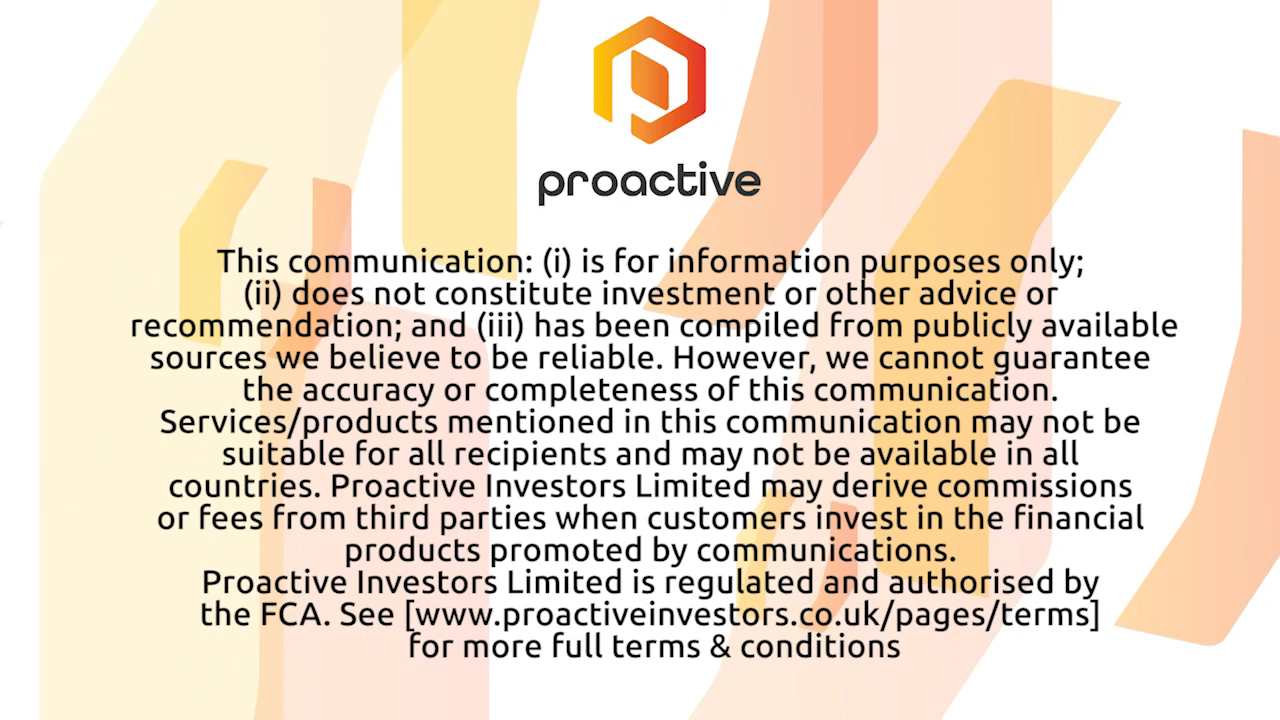 proactive
This communication: (i) is for information purposes only;
(ii) does not constitute investment or other advice or
recommendation; and (iii) has been compiled from publicly available
sources we believe to be reliable. However, we cannot guarantee
the accuracy or completeness of this communication.
Services/products mentioned in this communication may not be
suitable for all recipients and may not be available in all
countries. Proactive Investors Limited may derive commissions
or fees from third parties when customers invest in the financial
products promoted by communications.
Proactive Investors Limited is regulated and authorised by
the FCA. See [www.proactiveinvestors.co.uk/pages/terms]
for more full terms & conditions